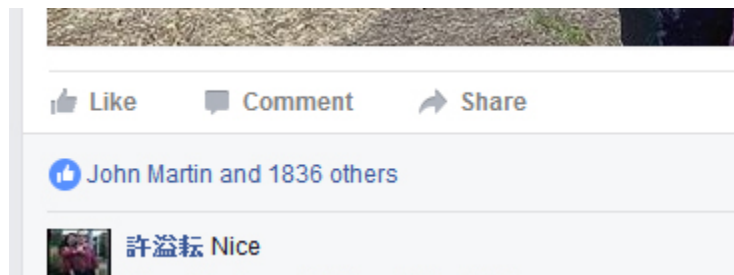 Like Comment Share
John Martin and 1836 others
許溢耘 Nice